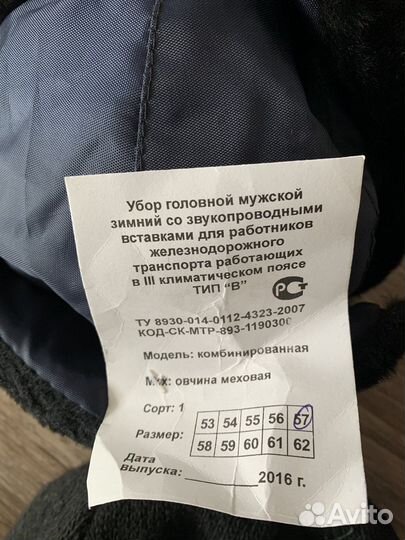 Убор головной мужской
зимний со звукопроводными
вставками для работников
железнодорожного
транспорта работающих
в III климатическом поясе
ТИП “В”
ТУ 8930-014-0112-4323-2007
КОД-СК-МТР-893-1190300
Модель: комбинированная
Мех: овчина меховая
Сорт: 1
Размер:
53 54 55 56 57
58 59 60 61 62
Дата
выпуска: ____________2016 г.
Avito